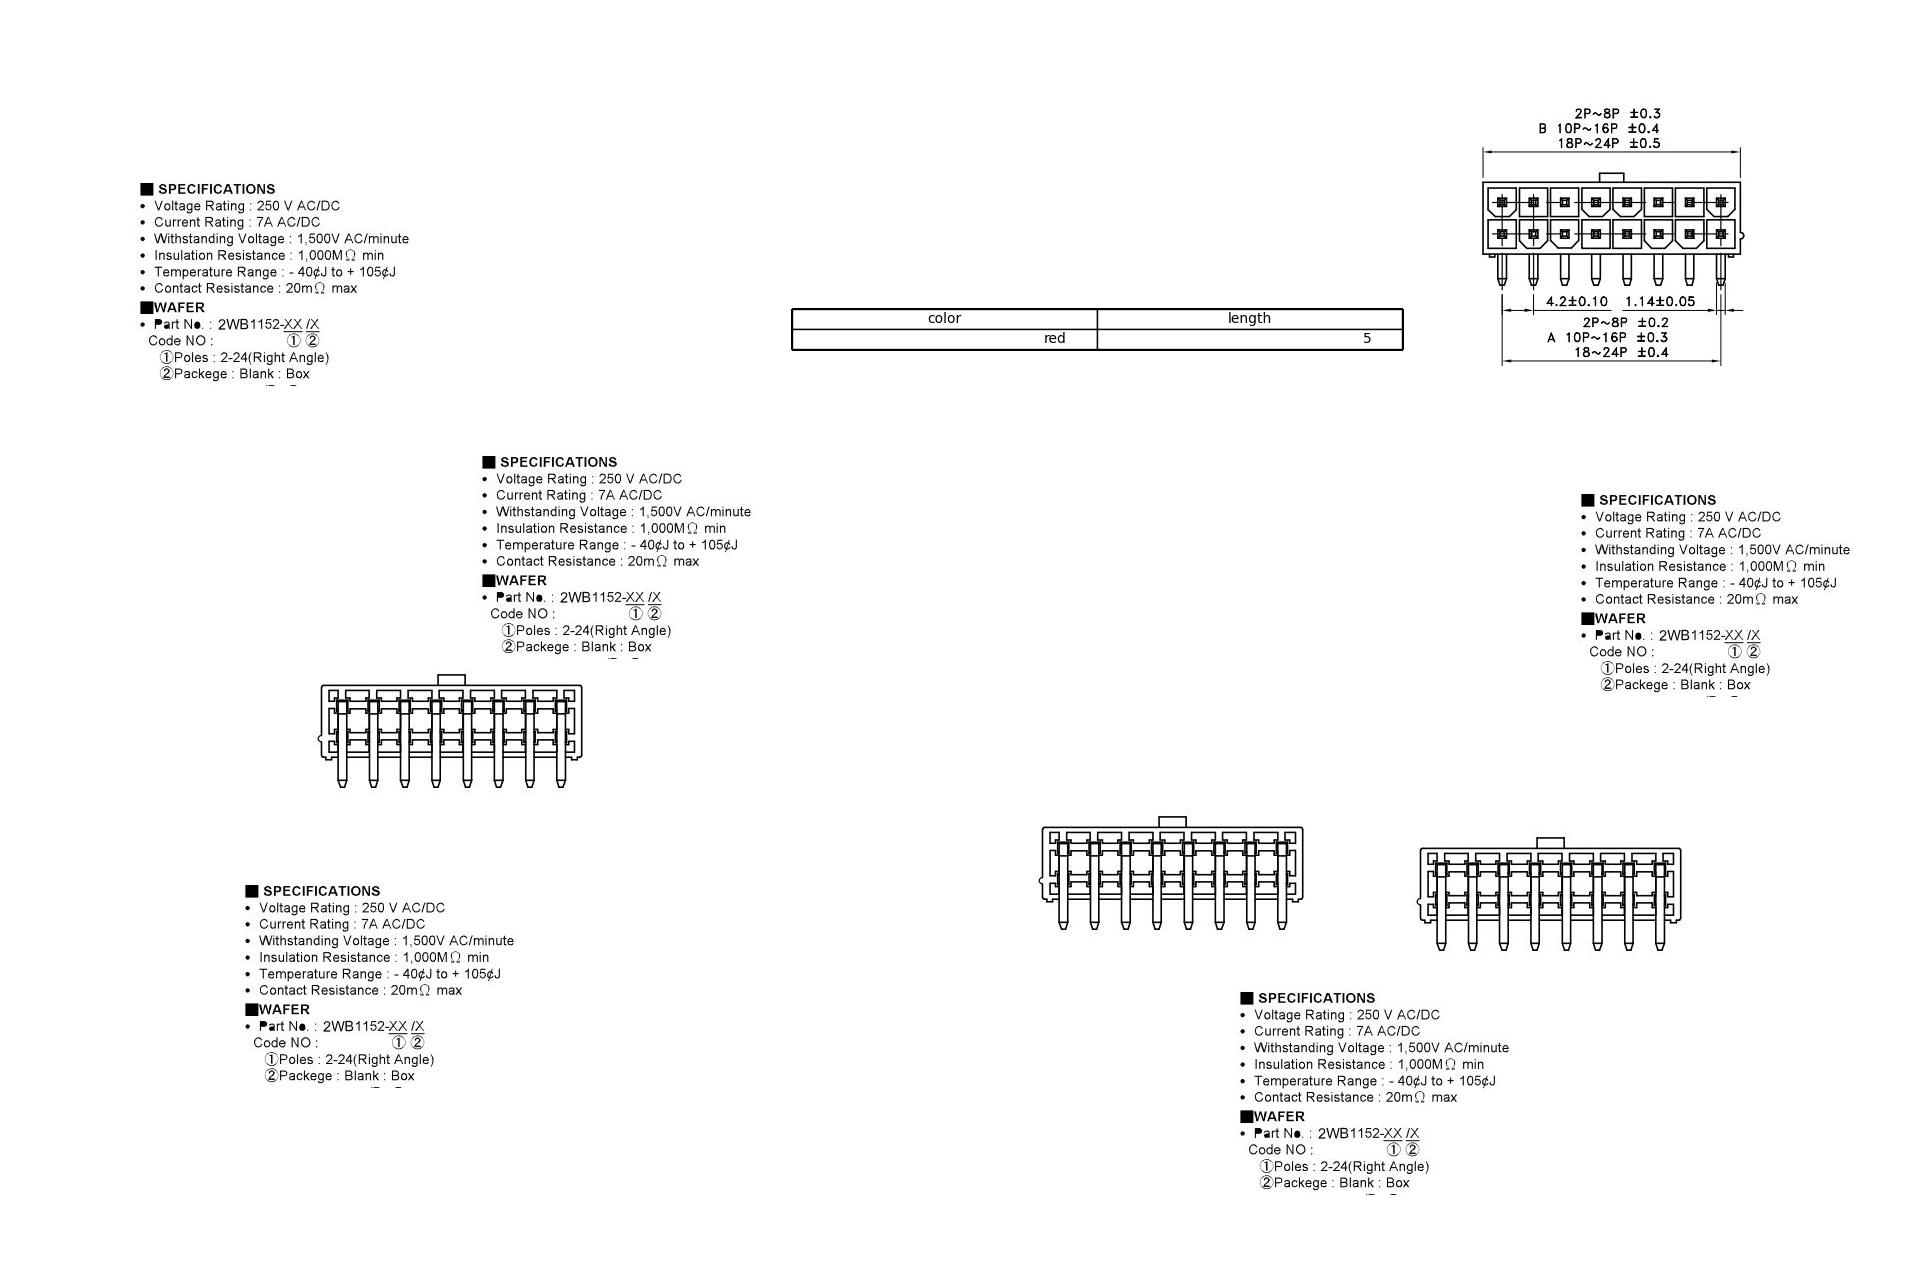 2P~8P ±0.3
B 10P~16P ±0.4
18P~24P ±0.5
■ SPECIFICATIONS
• Voltage Rating : 250 V AC/DC
• Current Rating : 7A AC/DC
• Withstanding Voltage : 1,500V AC/minute
• Insulation Resistance : 1,000MΩ min
• Temperature Range : - 40¢J to + 105¢J
• Contact Resistance : 20mΩ max
■WAFER
• Part No. : 2WB1152-XX /X
Code NO : ① ②
①Poles : 2-24(Right Angle)
②Packege : Blank : Box
color length
red 5
4.2±0.10 1.14±0.05
2P~8P ±0.2
A 10P~16P ±0.3
18~24P ±0.4
■ SPECIFICATIONS
• Voltage Rating : 250 V AC/DC
• Current Rating : 7A AC/DC
• Withstanding Voltage : 1,500V AC/minute
• Insulation Resistance : 1,000MΩ min
• Temperature Range : - 40¢J to + 105¢J
• Contact Resistance : 20mΩ max
■WAFER
• Part No. : 2WB1152-XX /X
Code NO : ① ②
①Poles : 2-24(Right Angle)
②Packege : Blank : Box
■ SPECIFICATIONS
• Voltage Rating : 250 V AC/DC
• Current Rating : 7A AC/DC
• Withstanding Voltage : 1,500V AC/minute
• Insulation Resistance : 1,000MΩ min
• Temperature Range : - 40¢J to + 105¢J
• Contact Resistance : 20mΩ max
■WAFER
• Part No. : 2WB1152-XX /X
Code NO : ① ②
①Poles : 2-24(Right Angle)
②Packege : Blank : Box
■ SPECIFICATIONS
• Voltage Rating : 250 V AC/DC
• Current Rating : 7A AC/DC
• Withstanding Voltage : 1,500V AC/minute
• Insulation Resistance : 1,000MΩ min
• Temperature Range : - 40¢J to + 105¢J
• Contact Resistance : 20mΩ max
■WAFER
• Part No. : 2WB1152-XX /X
Code NO : ① ②
①Poles : 2-24(Right Angle)
②Packege : Blank : Box
■ SPECIFICATIONS
• Voltage Rating : 250 V AC/DC
• Current Rating : 7A AC/DC
• Withstanding Voltage : 1,500V AC/minute
• Insulation Resistance : 1,000MΩ min
• Temperature Range : - 40¢J to + 105¢J
• Contact Resistance : 20mΩ max
■WAFER
• Part No. : 2WB1152-XX /X
Code NO : ① ②
①Poles : 2-24(Right Angle)
②Packege : Blank : Box